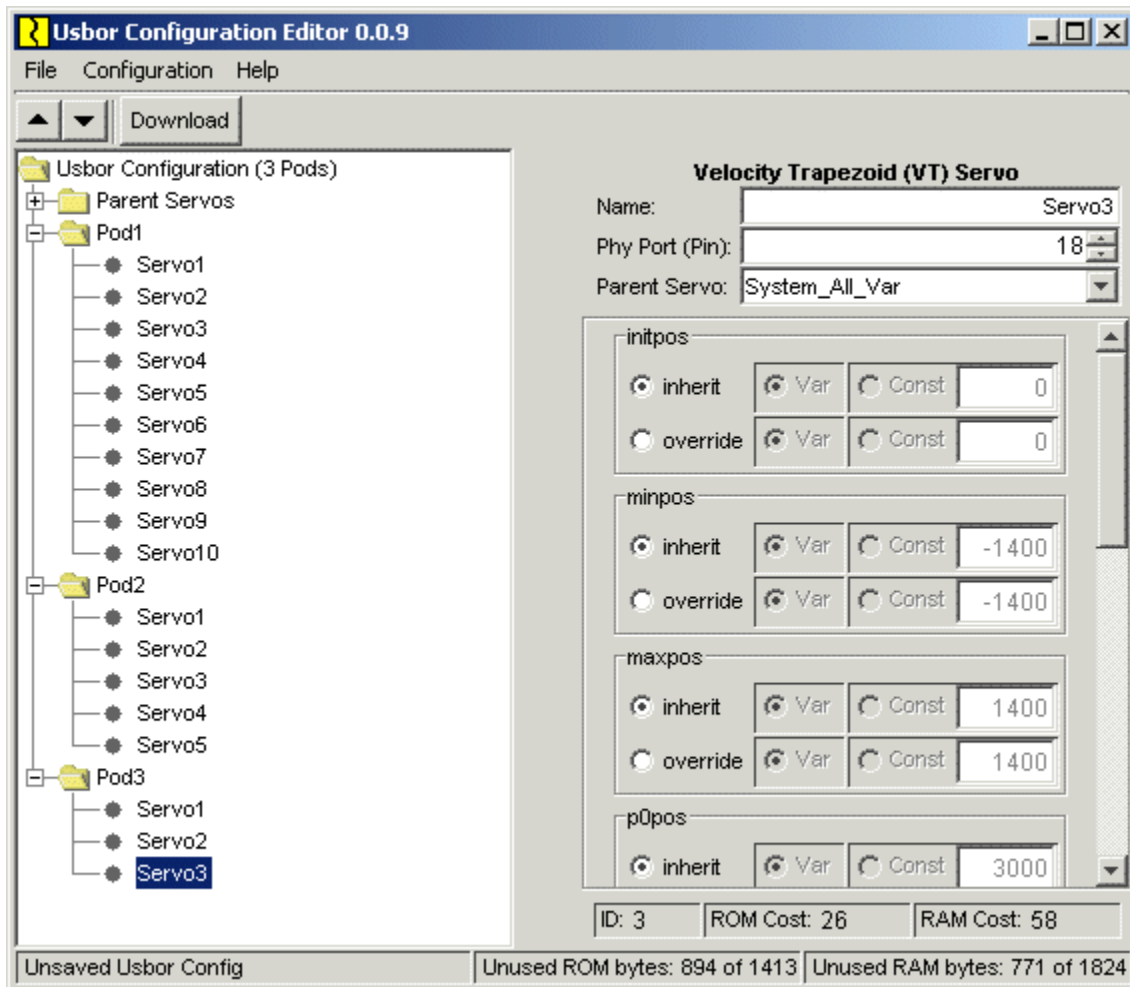 Usbor Configuration Editor 0.0.9
File Configuration Help
Download
Usbor Configuration (3 Pods)
Parent Servos
Pod1
Servo1
Servo2
Servo3
Servo4
Servo5
Servo6
Servo7
Servo8
Servo9
Servo10
Pod2
Servo1
Servo2
Servo3
Servo4
Servo5
Pod3
Servo1
Servo2
Servo3
Velocity Trapezoid (VT) Servo
Name: Servo3
Phy Port (Pin): 18
Parent Servo: System_All_Var
initpos
inherit Var Const 0
override Var Const 0
minpos
inherit Var Const -1400
override Var Const -1400
maxpos
inherit Var Const 1400
override Var Const 1400
p0pos
inherit Var Const 3000
ID: 3 ROM Cost: 26 RAM Cost: 58
Unsaved Usbor Config Unused ROM bytes: 894 of 1413 Unused RAM bytes: 771 of 1824